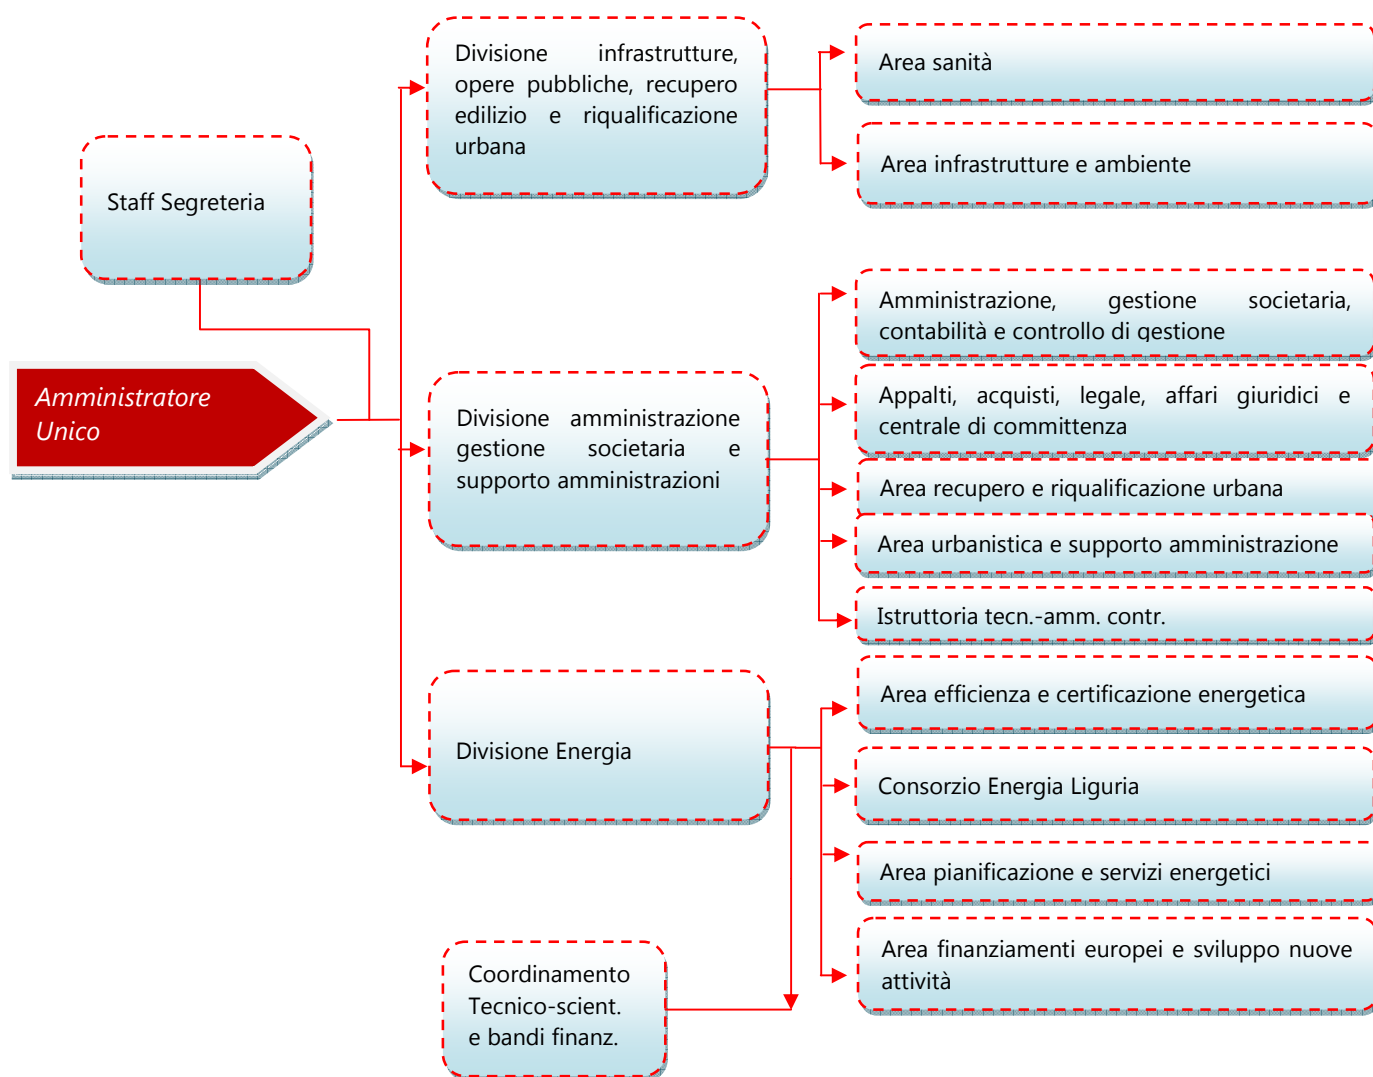 Divisione infrastrutture,
opere pubbliche, recupero
edilizio e riqualificazione
urbana
Area sanità
Area infrastrutture e ambiente
Staff Segreteria
Amministratore
Unico
Divisione amministrazione
gestione societaria e
supporto amministrazioni
Amministrazione, gestione societaria,
contabilità e controllo di gestione
Appalti, acquisti, legale, affari giuridici e
centrale di committenza
Area recupero e riqualificazione urbana
Area urbanistica e supporto amministrazione
Istruttoria tecn.-amm. contr.
Divisione Energia
Area efficienza e certificazione energetica
Consorzio Energia Liguria
Area pianificazione e servizi energetici
Area finanziamenti europei e sviluppo nuove
attività
Coordinamento
Tecnico-scient.
e bandi finanz.